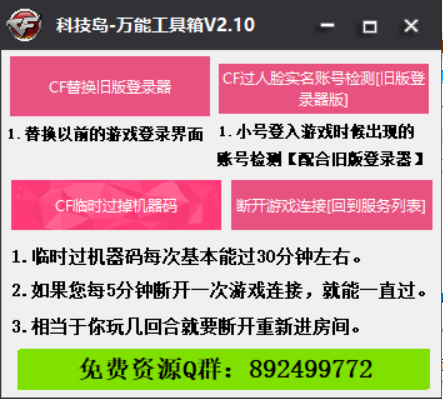 科技岛-万能工具箱V2.10
CF替换旧版登录器
CF过人脸实名账号检测[旧版登
录器版]
1.替换以前的游戏登录界面
1.小号登入游戏时候出现的
账号检测【配合旧版登录器】
CF临时过掉机器码
断开游戏连接[回到服务列表]
1.临时过机器码每次基本能过30分钟左右。
2.如果您每5分钟断开一次游戏连接，就能一直过。
3.相当于你玩几回合就要断开重新进房间。
免费资源Q群：892499772